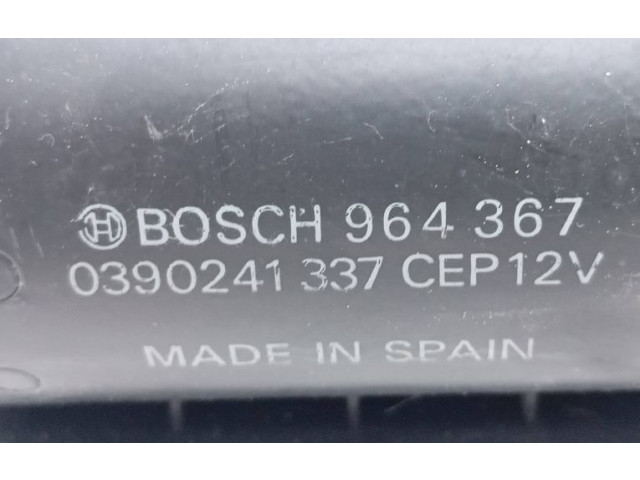 BOSCH 964 367
0390241 337 CEP12V
MADE IN SPAIN